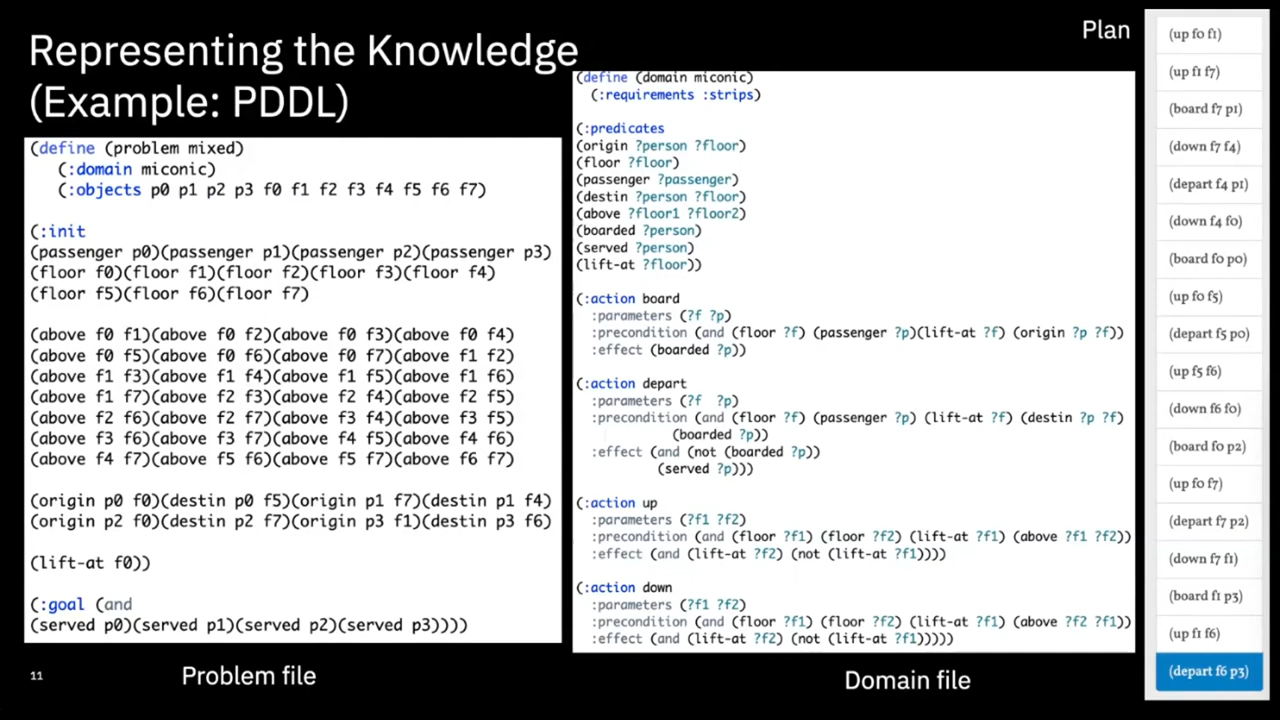 Representing the Knowledge
(Example: PDDL)
(define (problem mixed)
(:domain miconic)
(:objects p0 p1 p2 p3 f0 f1 f2 f3 f4 f5 f6 f7)
(:init
(passenger p0)(passenger p1)(passenger p2)(passenger p3)
(floor f0)(floor f1)(floor f2)(floor f3)(floor f4)
(floor f5)(floor f6)(floor f7)
(above f0 f1)(above f0 f2)(above f0 f3)(above f0 f4)
(above f0 f5)(above f0 f6)(above f0 f7)(above f1 f2)
(above f1 f3)(above f1 f4)(above f1 f5)(above f1 f6)
(above f1 f7)(above f2 f3)(above f2 f4)(above f2 f5)
(above f2 f6)(above f2 f7)(above f3 f4)(above f3 f5)
(above f3 f6)(above f3 f7)(above f4 f5)(above f4 f6)
(above f4 f7)(above f5 f6)(above f5 f7)(above f6 f7)
(origin p0 f0)(destin p0 f5)(origin p1 f7)(destin p1 f4)
(origin p2 f0)(destin p2 f7)(origin p3 f1)(destin p3 f6)
(lift-at f0))
(:goal (and
(served p0)(served p1)(served p2)(served p3))))
Problem file
11
(define (domain miconic)
(:requirements :strips)
(:predicates
(origin ?person ?floor)
(floor ?floor)
(passenger ?passenger)
(destin ?person ?floor)
(above ?floor1 ?floor2)
(boarded ?person)
(served ?person)
(lift-at ?floor))
(:action board
:parameters (?f ?p)
:precondition (and (floor ?f) (passenger ?p)(lift-at ?f) (origin ?p ?f))
:effect (boarded ?p))
(:action depart
:parameters (?f ?p)
:precondition (and (floor ?f) (passenger ?p) (lift-at ?f) (destin ?p ?f)
(boarded ?p))
:effect (and (not (boarded ?p))
(served ?p)))
(:action up
:parameters (?f1 ?f2)
:precondition (and (floor ?f1) (floor ?f2) (lift-at ?f1) (above ?f1 ?f2))
:effect (and (lift-at ?f2) (not (lift-at ?f1))))
(:action down
:parameters (?f1 ?f2)
:precondition (and (floor ?f1) (floor ?f2) (lift-at ?f1) (above ?f2 ?f1))
:effect (and (lift-at ?f2) (not (lift-at ?f1)))))
Domain file
Plan
(up f0 f1)
(up f1 f7)
(board f7 p1)
(down f7 f4)
(depart f4 p1)
(down f4 f0)
(board f0 p0)
(up f0 f5)
(depart f5 p0)
(up f5 f6)
(down f6 f0)
(board f0 p2)
(up f0 f7)
(depart f7 p2)
(down f7 f1)
(board f1 p3)
(up f1 f6)
(depart f6 p3)